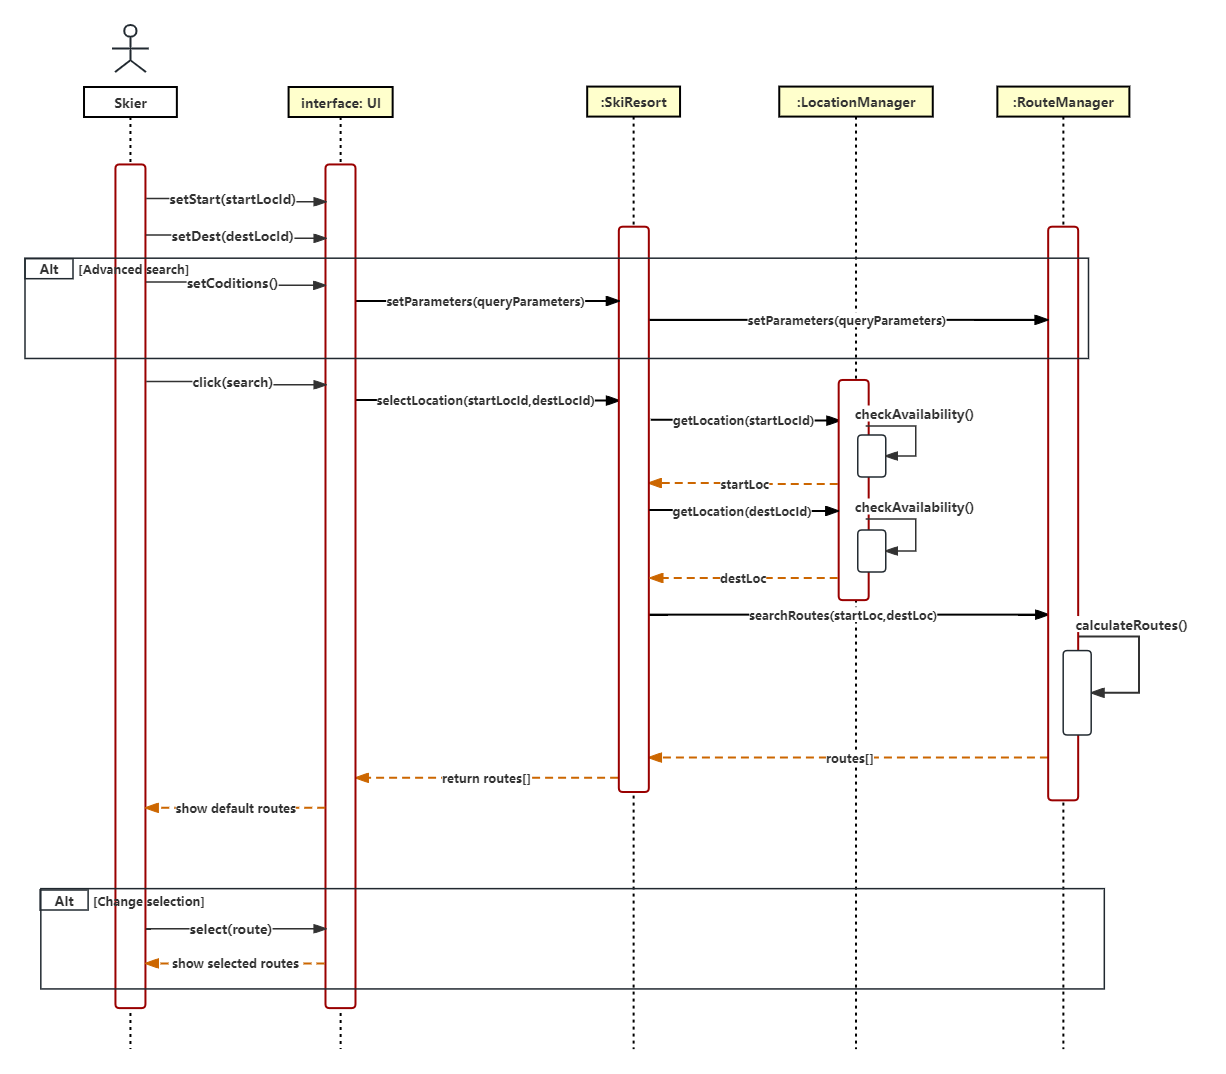 Skier
interface: UI
:SkiResort
:LocationManager
:RouteManager
setStart(startLocId)
setDest(destLocId)
Alt
[Advanced search]
setCoditions()
setParameters(queryParameters)
setParameters(queryParameters)
click(search)
selectLocation(startLocId,destLocId)
getLocation(startLocId)
checkAvailability()
startLoc
getLocation(destLocId)
checkAvailability()
destLoc
searchRoutes(startLoc,destLoc)
calculateRoutes()
routes[]
return routes[]
show default routes
Alt
[Change selection]
select(route)
show selected routes